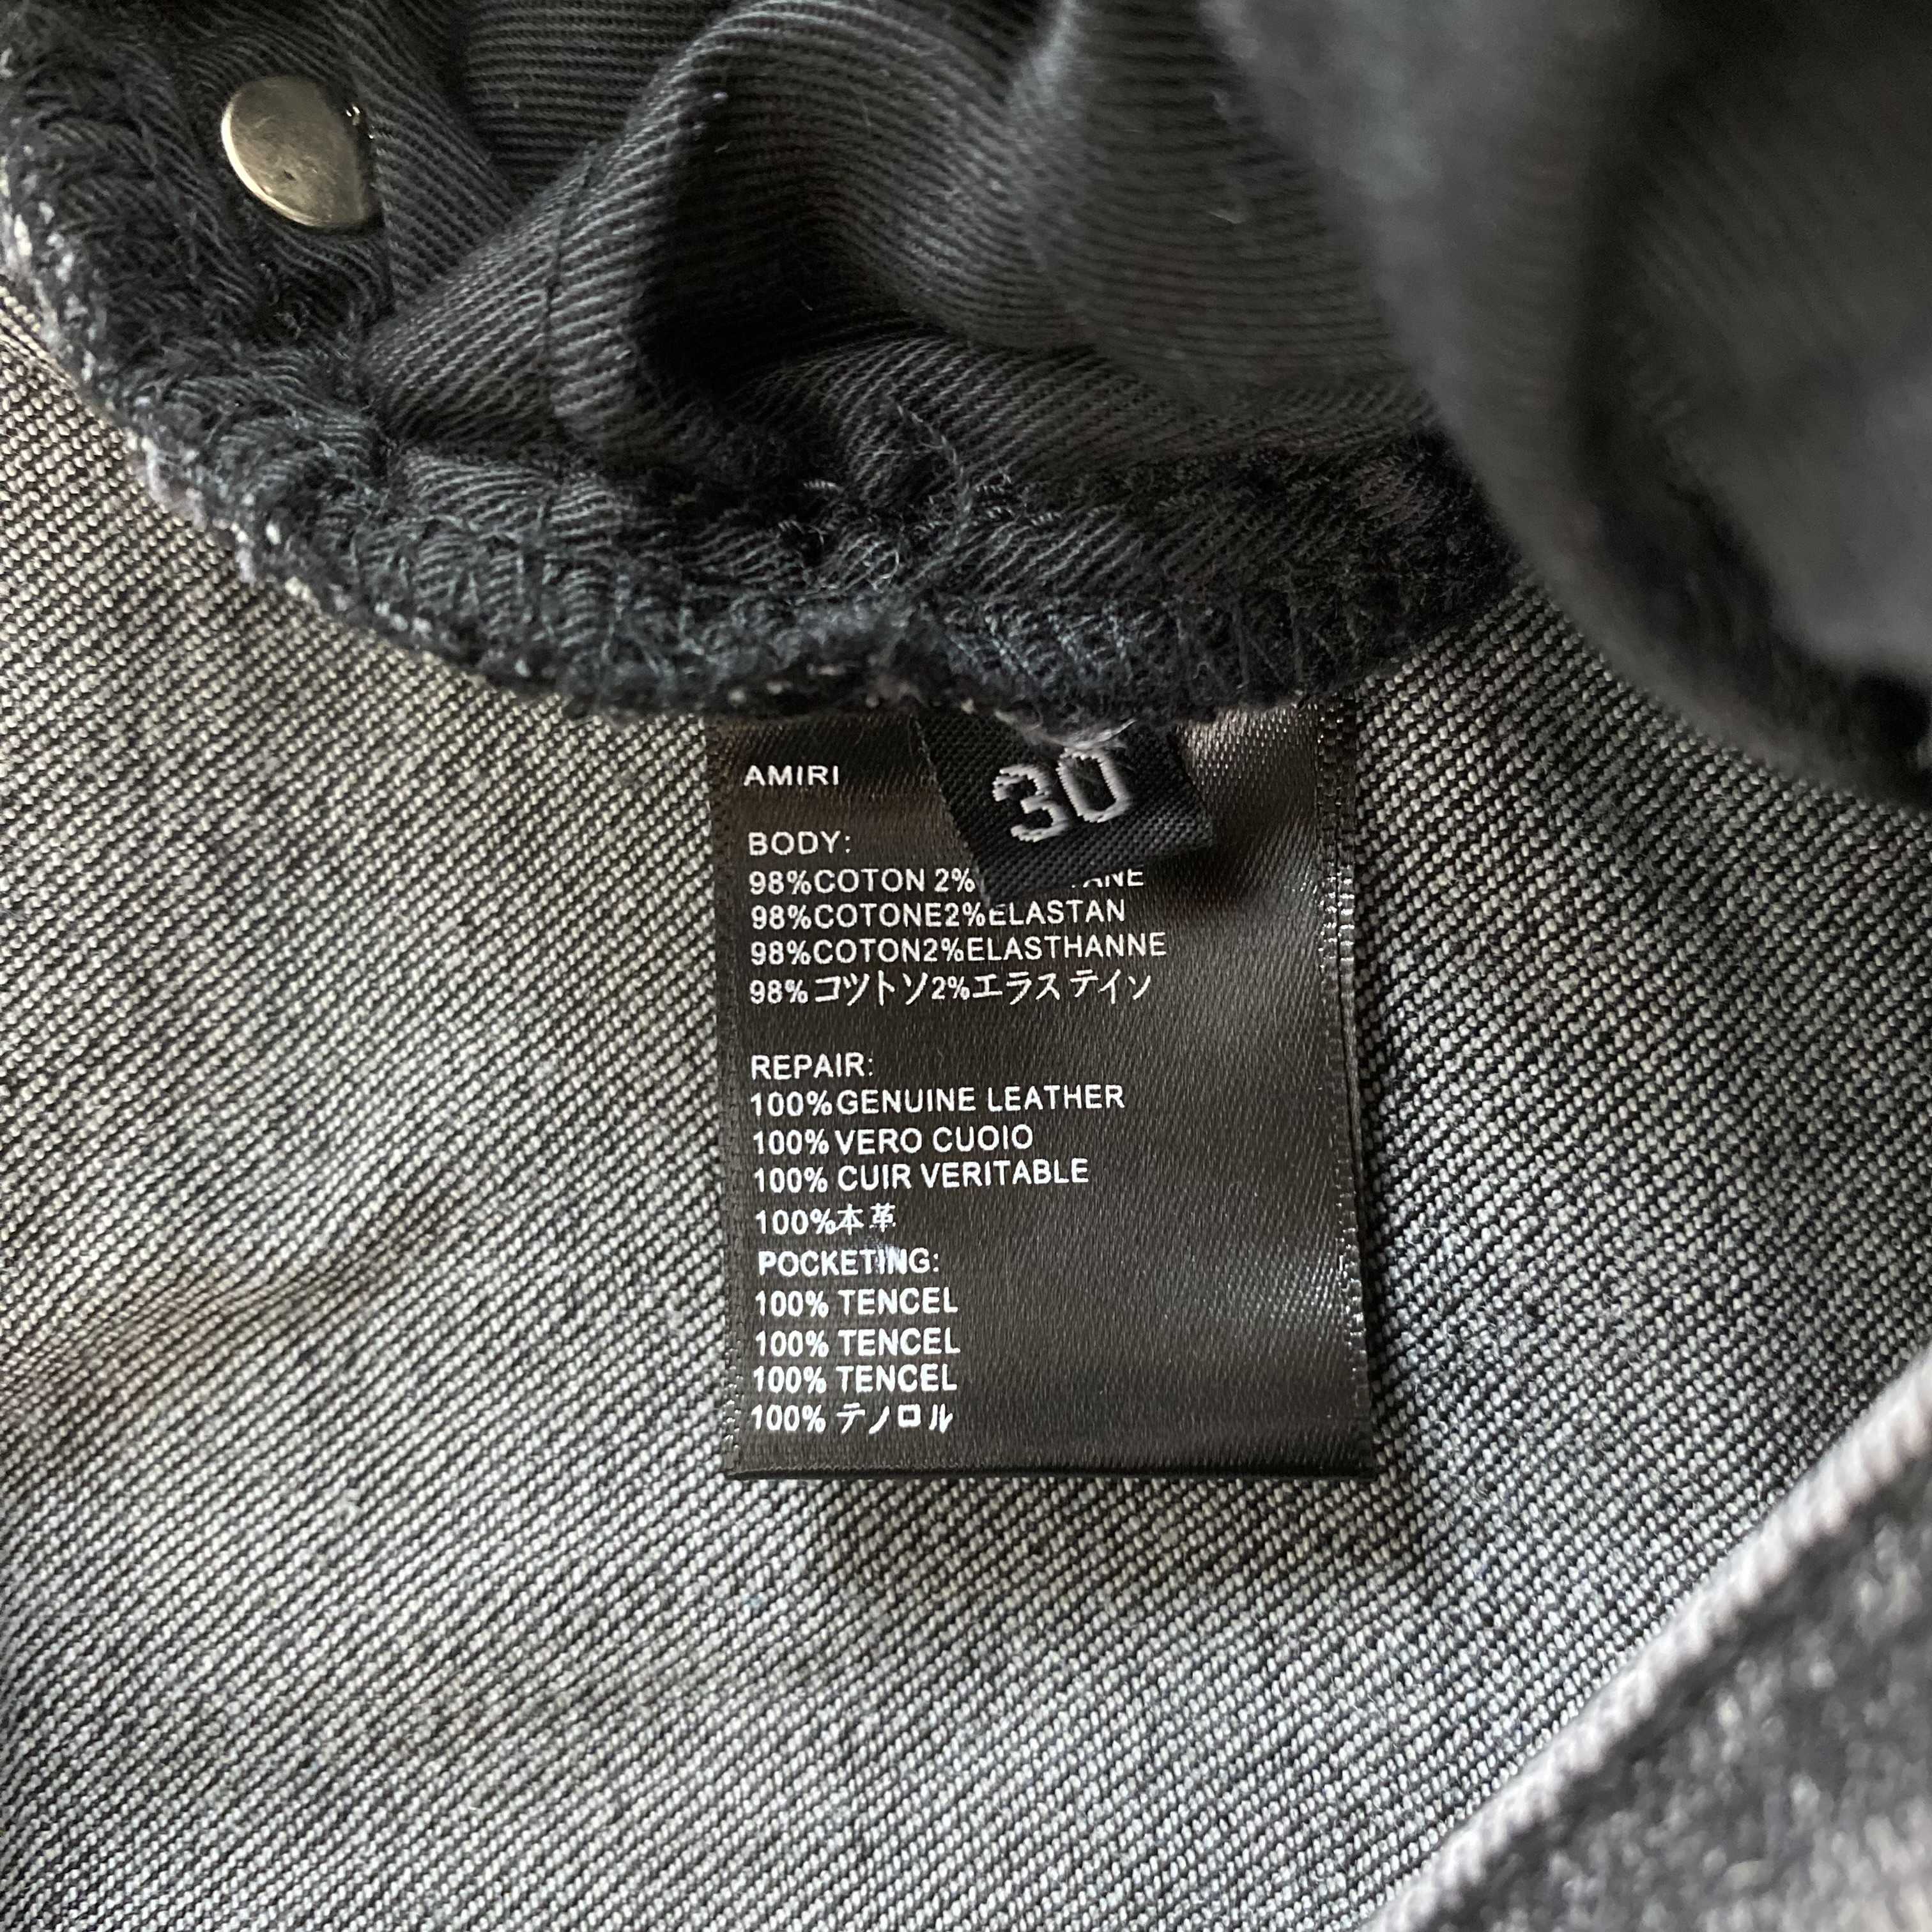 AMIRI
30
BODY:
98%COTON 2%
98%COTONE2%ELASTAN
98%COTON2%ELASTHANNE
98%コツトソ2%エラステイソ
REPAIR:
100%GENUINE LEATHER
100%VERO CUOIO
100% CUIR VERITABLE
100%本革
POCKETING:
100% TENCEL
100% TENCEL
100% TENCEL
100% テノロル